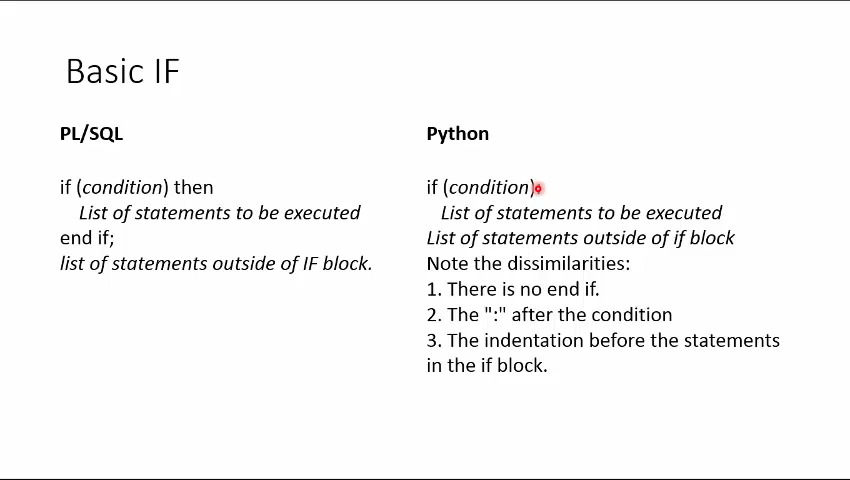 Basic IF
PL/SQL
if (condition) then
List of statements to be executed
end if;
list of statements outside of IF block.
Python
if (condition)
List of statements to be executed
List of statements outside of if block
Note the dissimilarities:
1. There is no end if.
2. The ":" after the condition
3. The indentation before the statements
in the if block.